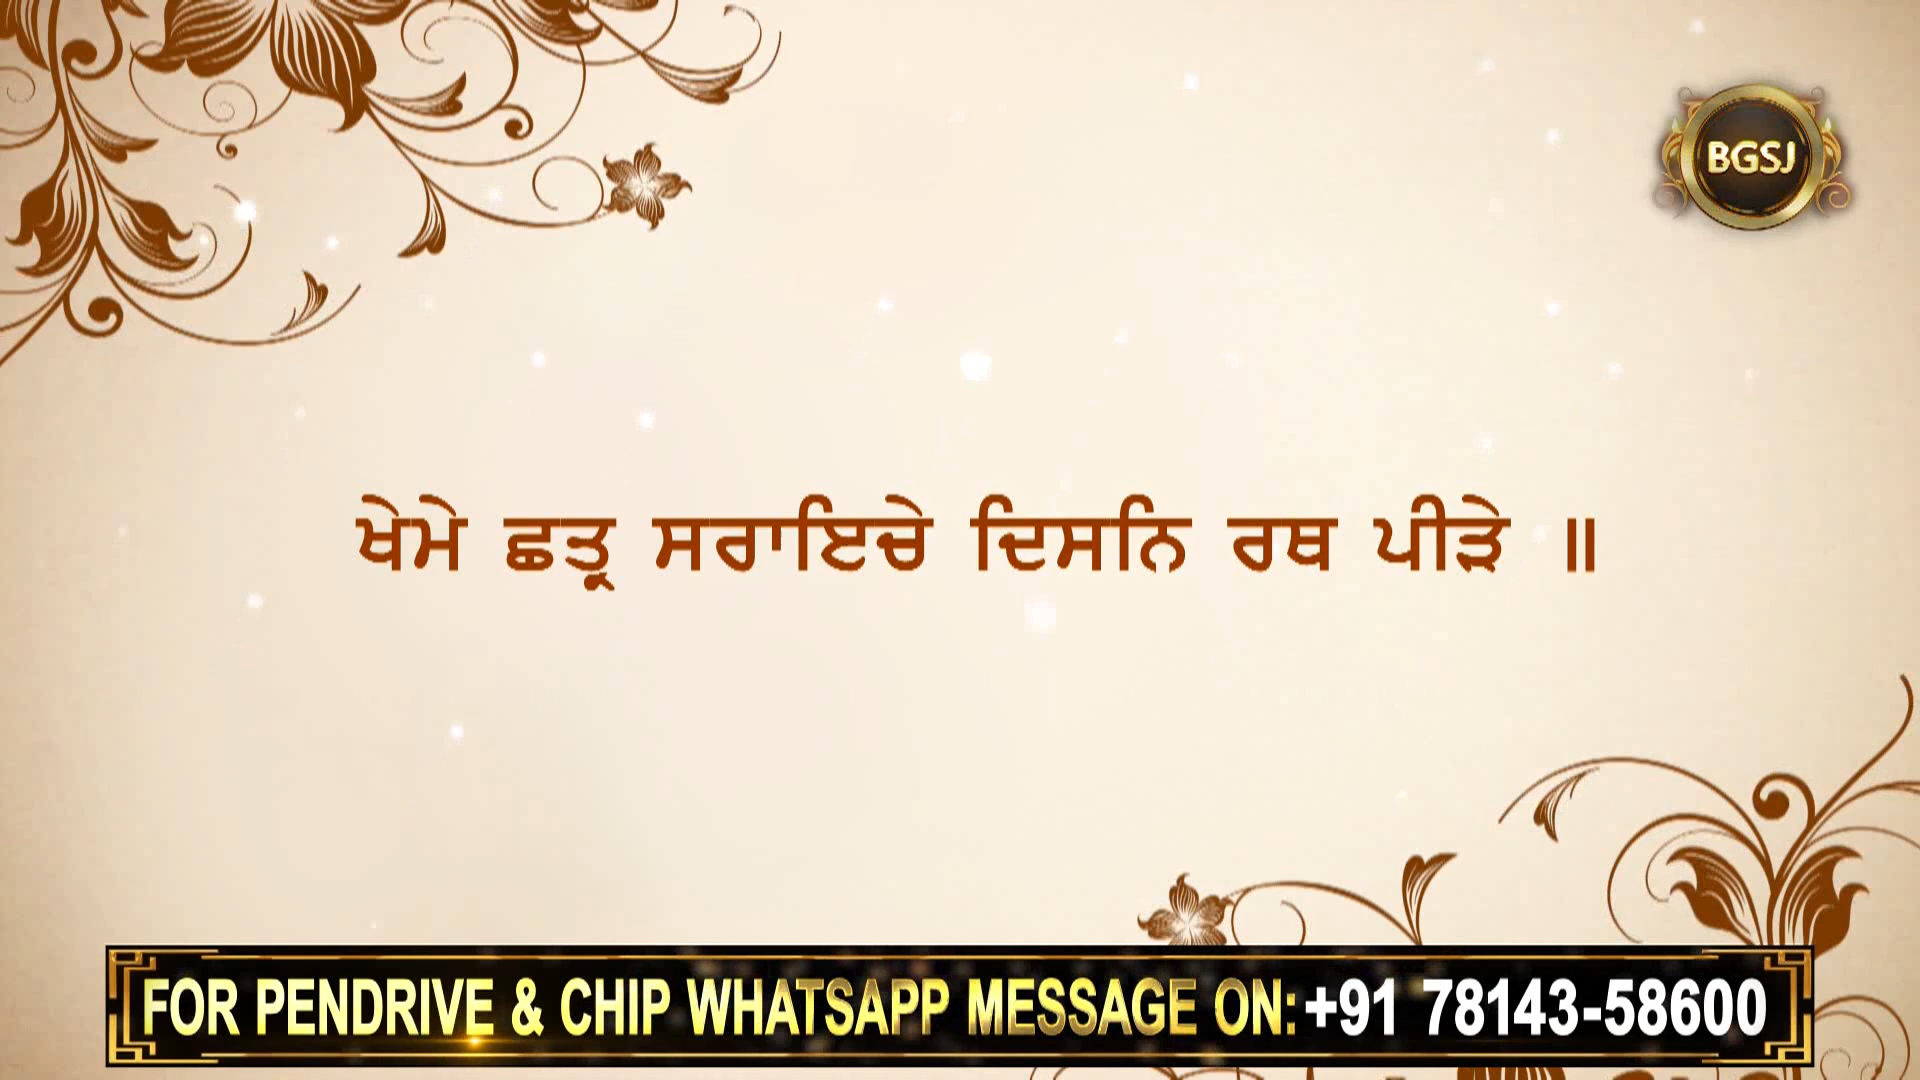 BGSJ
ਖੇਮੇ ਛਤ੍ਰ ਸਰਾਇਚੇ ਦਿਸਨਿ ਰਥ ਪੀੜੇ ॥
FOR PENDRIVE & CHIP WHATSAPP MESSAGE ON:+91 78143-58600